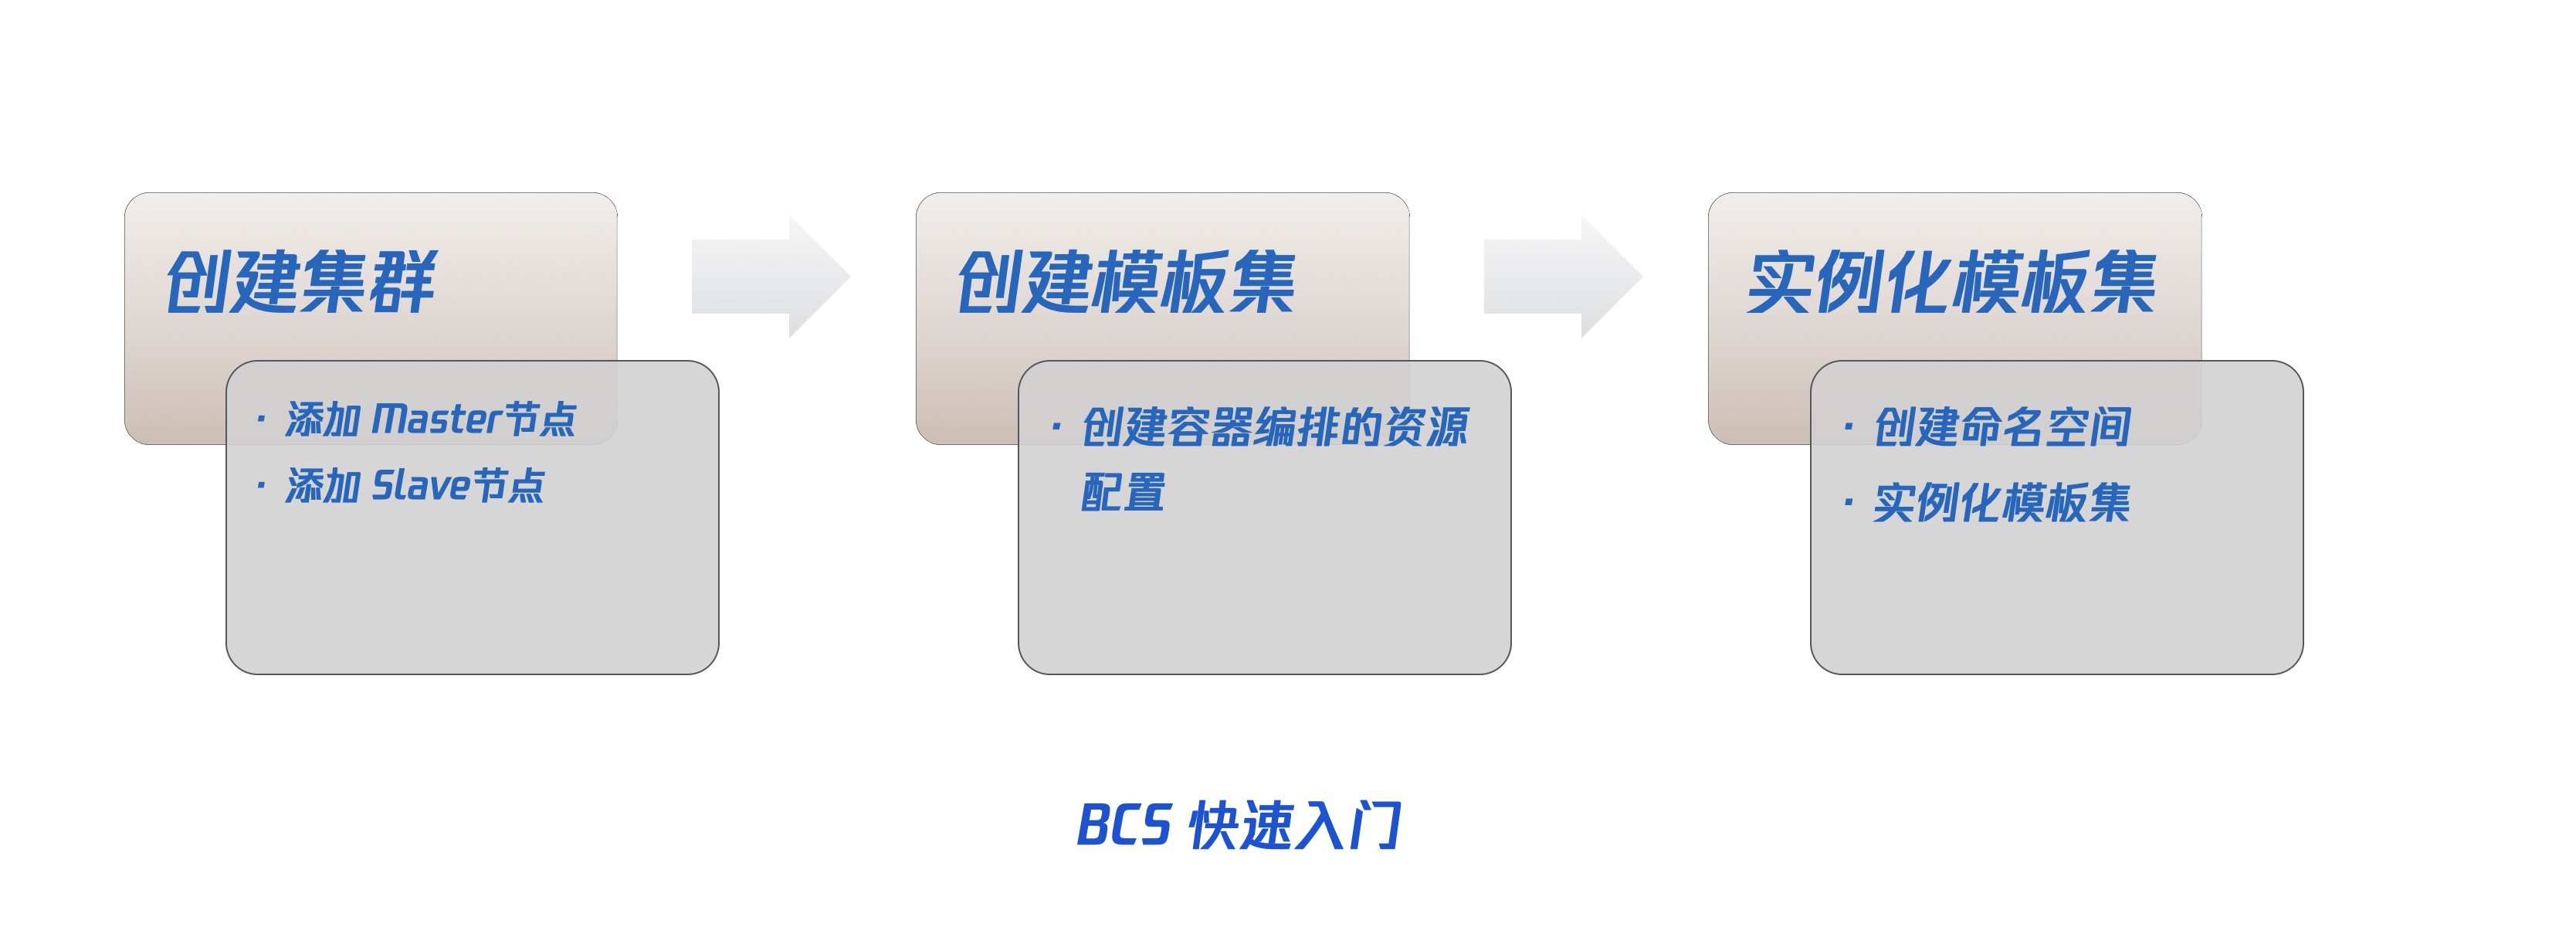 创建集群
· 添加 Master节点
· 添加 Slave节点
创建模板集
· 创建容器编排的资源
配置
实例化模板集
· 创建命名空间
· 实例化模板集
BCS 快速入门